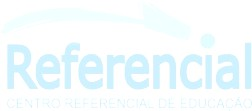 Referencial
CENTRO REFERENCIAL DE EDUCAÇÃO